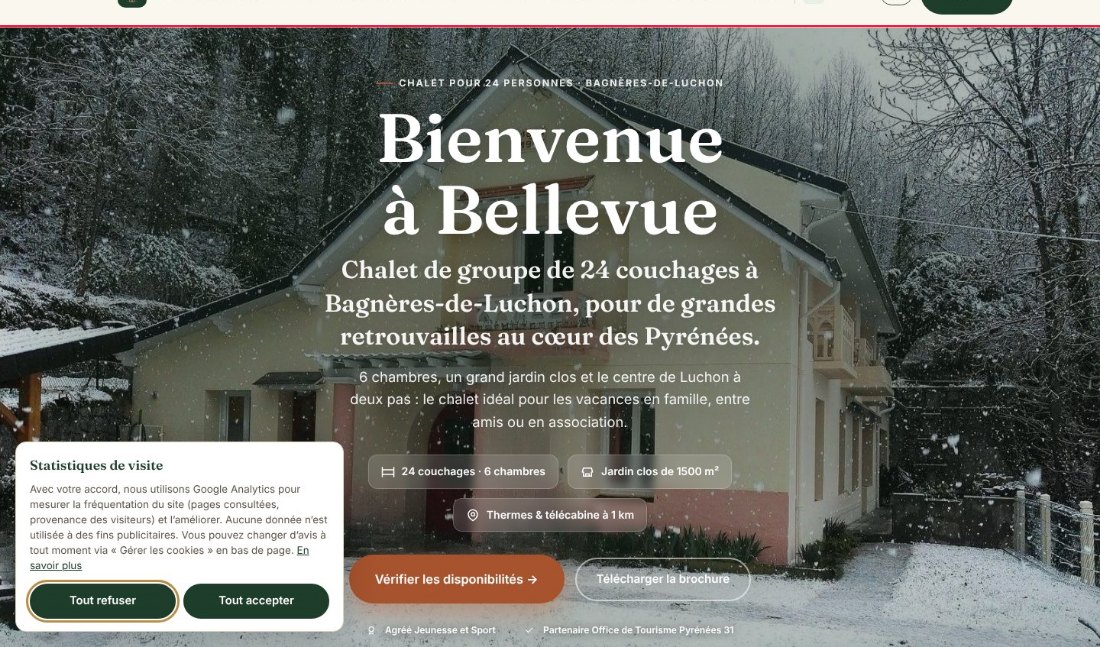 CHALET POUR 24 PERSONNES · BAGNÈRES-DE-LUCHON
Bienvenue
à Bellevue
Chalet de groupe de 24 couchages à
Bagnères-de-Luchon, pour de grandes
retrouvailles au cœur des Pyrénées.
6 chambres, un grand jardin clos et le centre de Luchon à
deux pas : le chalet idéal pour les vacances en famille, entre
amis ou en association.
24 couchages · 6 chambres
Jardin clos de 1500 m²
Thermes & télécabine à 1 km
Vérifier les disponibilités →
Télécharger la brochure
Agréé Jeunesse et Sport
Partenaire Office de Tourisme Pyrénées 31
Statistiques de visite
Avec votre accord, nous utilisons Google Analytics pour
mesurer la fréquentation du site (pages consultées,
provenance des visiteurs) et l'améliorer. Aucune donnée n'est
utilisée à des fins publicitaires. Vous pouvez changer d'avis à
tout moment via « Gérer les cookies » en bas de page. En
savoir plus
Tout refuser
Tout accepter